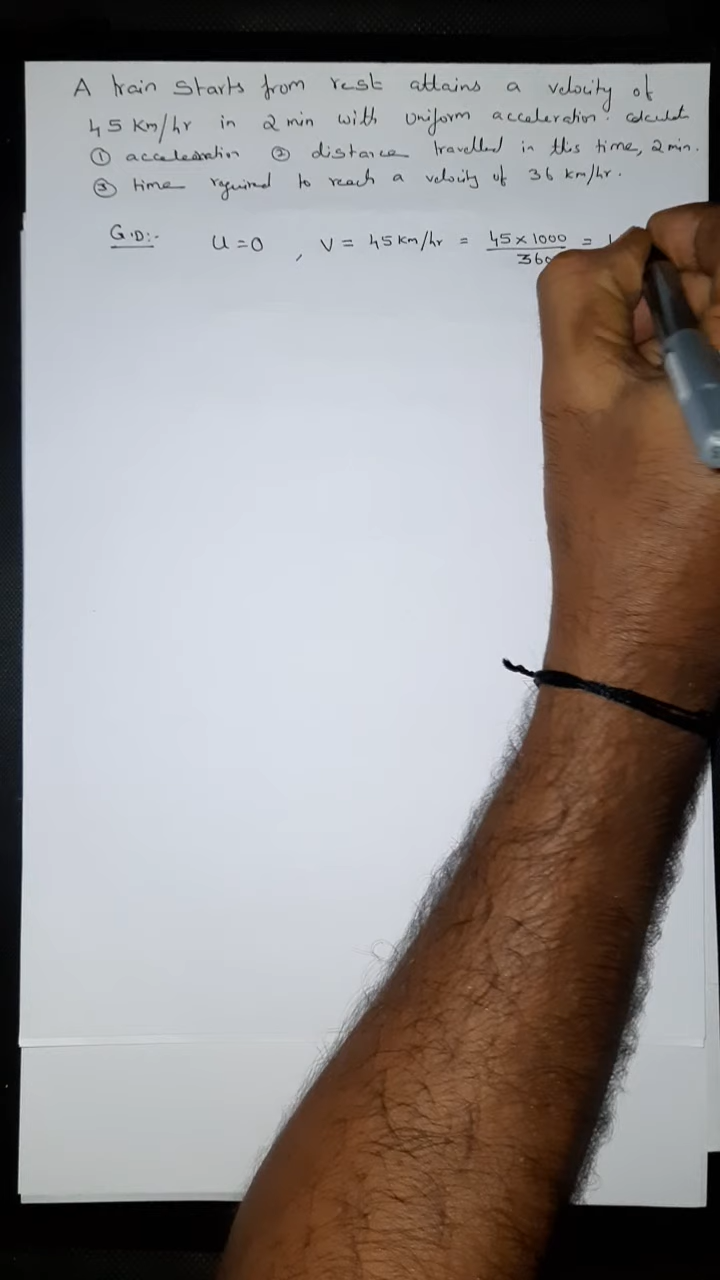 A train starts from rest attains a velocity of
45 Km/hr in 2 min with uniform acceleration.
① acceleration ② distance travelled in this time, 2 min.
③ time required to reach a velocity of 36 km/hr.
G.D:- U = 0 , V = 45 km/hr = 45 × 1000 =